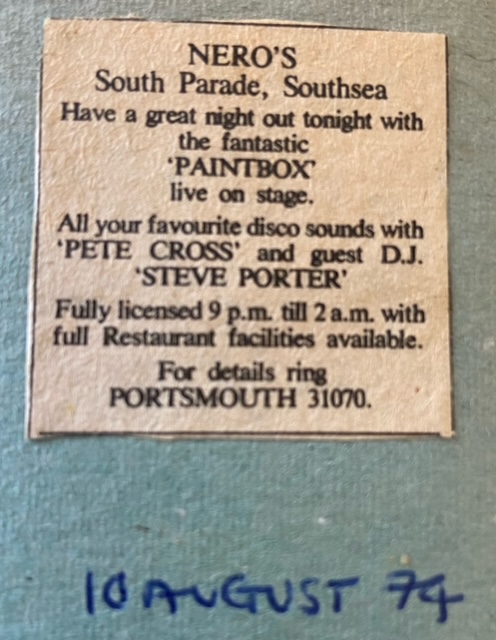 NERO'S
South Parade, Southsea
Have a great night out tonight with
the fantastic
'PAINTBOX'
live on stage.
All your favourite disco sounds with
'PETE CROSS' and guest D.J.
'STEVE PORTER'
Fully licensed 9 p.m. till 2 a.m. with
full Restaurant facilities available.
For details ring
PORTSMOUTH 31070.
10 AUGUST 74